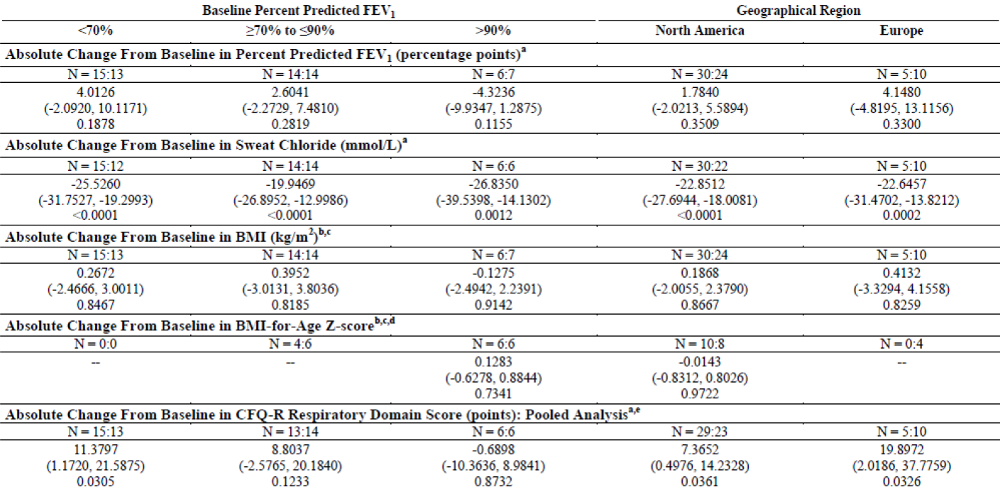 Baseline Percent Predicted FEV1 Geographical Region
<70% ≥70% to ≤90% >90% North America Europe
Absolute Change From Baseline in Percent Predicted FEV1 (percentage points)a
N = 15:13 N = 14:14 N = 6:7 N = 30:24 N = 5:10
4.0126 2.6041 -4.3236 1.7840 4.1480
(-2.0920, 10.1171) (-2.2729, 7.4810) (-9.9347, 1.2875) (-2.0213, 5.5894) (-4.8195, 13.1156)
0.1878 0.2819 0.1155 0.3509 0.3300
Absolute Change From Baseline in Sweat Chloride (mmol/L)a
N = 15:12 N = 14:14 N = 6:6 N = 30:22 N = 5:10
-25.5260 -19.9469 -26.8350 -22.8512 -22.6457
(-31.7527, -19.2993) (-26.8952, -12.9986) (-39.5398, -14.1302) (-27.6944, -18.0081) (-31.4702, -13.8212)
<0.0001 <0.0001 0.0012 <0.0001 0.0002
Absolute Change From Baseline in BMI (kg/m2)b,c
N = 15:13 N = 14:14 N = 6:7 N = 30:24 N = 5:10
0.2672 0.3952 -0.1275 0.1868 0.4132
(-2.4666, 3.0011) (-3.0131, 3.8036) (-2.4942, 2.2391) (-2.0055, 2.3790) (-3.3294, 4.1558)
0.8467 0.8185 0.9142 0.8667 0.8259
Absolute Change From Baseline in BMI-for-Age Z-scoreb,c,d
N = 0:0 N = 4:6 N = 6:6 N = 10:8 N = 0:4
-- -- 0.1283 -0.0143 --
(-0.6278, 0.8844) (-0.8312, 0.8026)
0.7341 0.9722
Absolute Change From Baseline in CFQ-R Respiratory Domain Score (points): Pooled Analysisa,e
N = 15:13 N = 13:14 N = 6:6 N = 29:23 N = 5:10
11.3797 8.8037 -0.6898 7.3652 19.8972
(1.1720, 21.5875) (-2.5765, 20.1840) (-10.3636, 8.9841) (0.4976, 14.2328) (2.0186, 37.7759)
0.0305 0.1233 0.8732 0.0361 0.0326